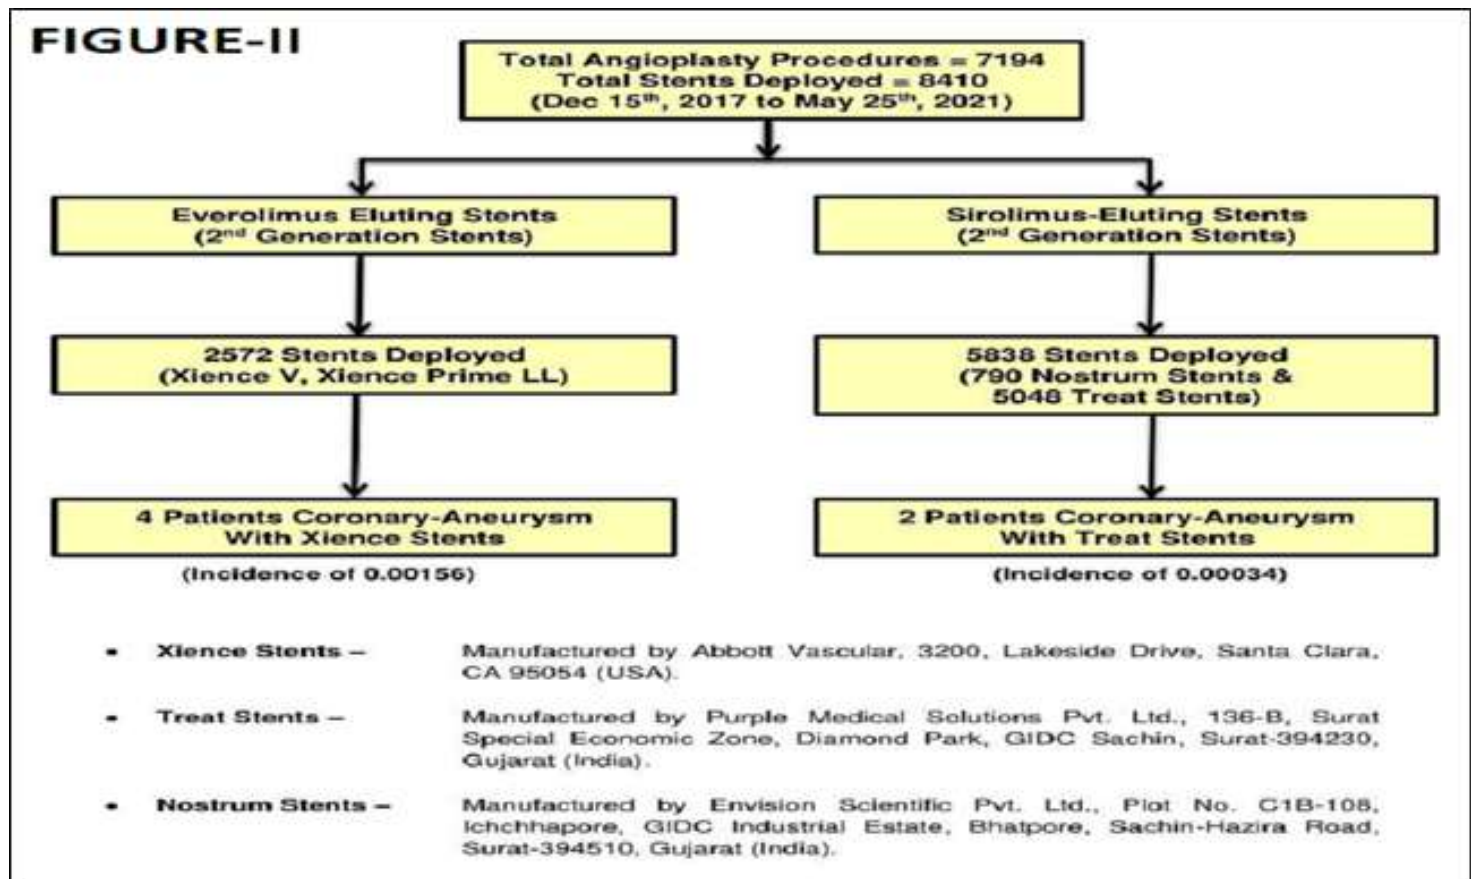 FIGURE-II
Total Angioplasty Procedures = 7194
Total Stents Deployed = 8410
(Dec 15th, 2017 to May 25th, 2021)
Everolimus Eluting Stents
(2nd Generation Stents)
Sirolimus-Eluting Stents
(2nd Generation Stents)
2572 Stents Deployed
(Xience V, Xience Prime LL)
5838 Stents Deployed
(790 Nostrum Stents &
5048 Treat Stents)
4 Patients Coronary-Aneurysm
With Xience Stents
(Incidence of 0.00156)
2 Patients Coronary-Aneurysm
With Treat Stents
(Incidence of 0.00034)
• Xience Stents – Manufactured by Abbott Vascular, 3200, Lakeside Drive, Santa Clara,
CA 95054 (USA).
• Treat Stents – Manufactured by Purple Medical Solutions Pvt. Ltd., 136-B, Surat
Special Economic Zone, Diamond Park, GIDC Sachin, Surat-394230,
Gujarat (India).
• Nostrum Stents – Manufactured by Envision Scientific Pvt. Ltd., Plot No. C1B-108,
Ichchhapore, GIDC Industrial Estate, Bhatpore, Sachin-Hazira Road,
Surat-394510, Gujarat (India).